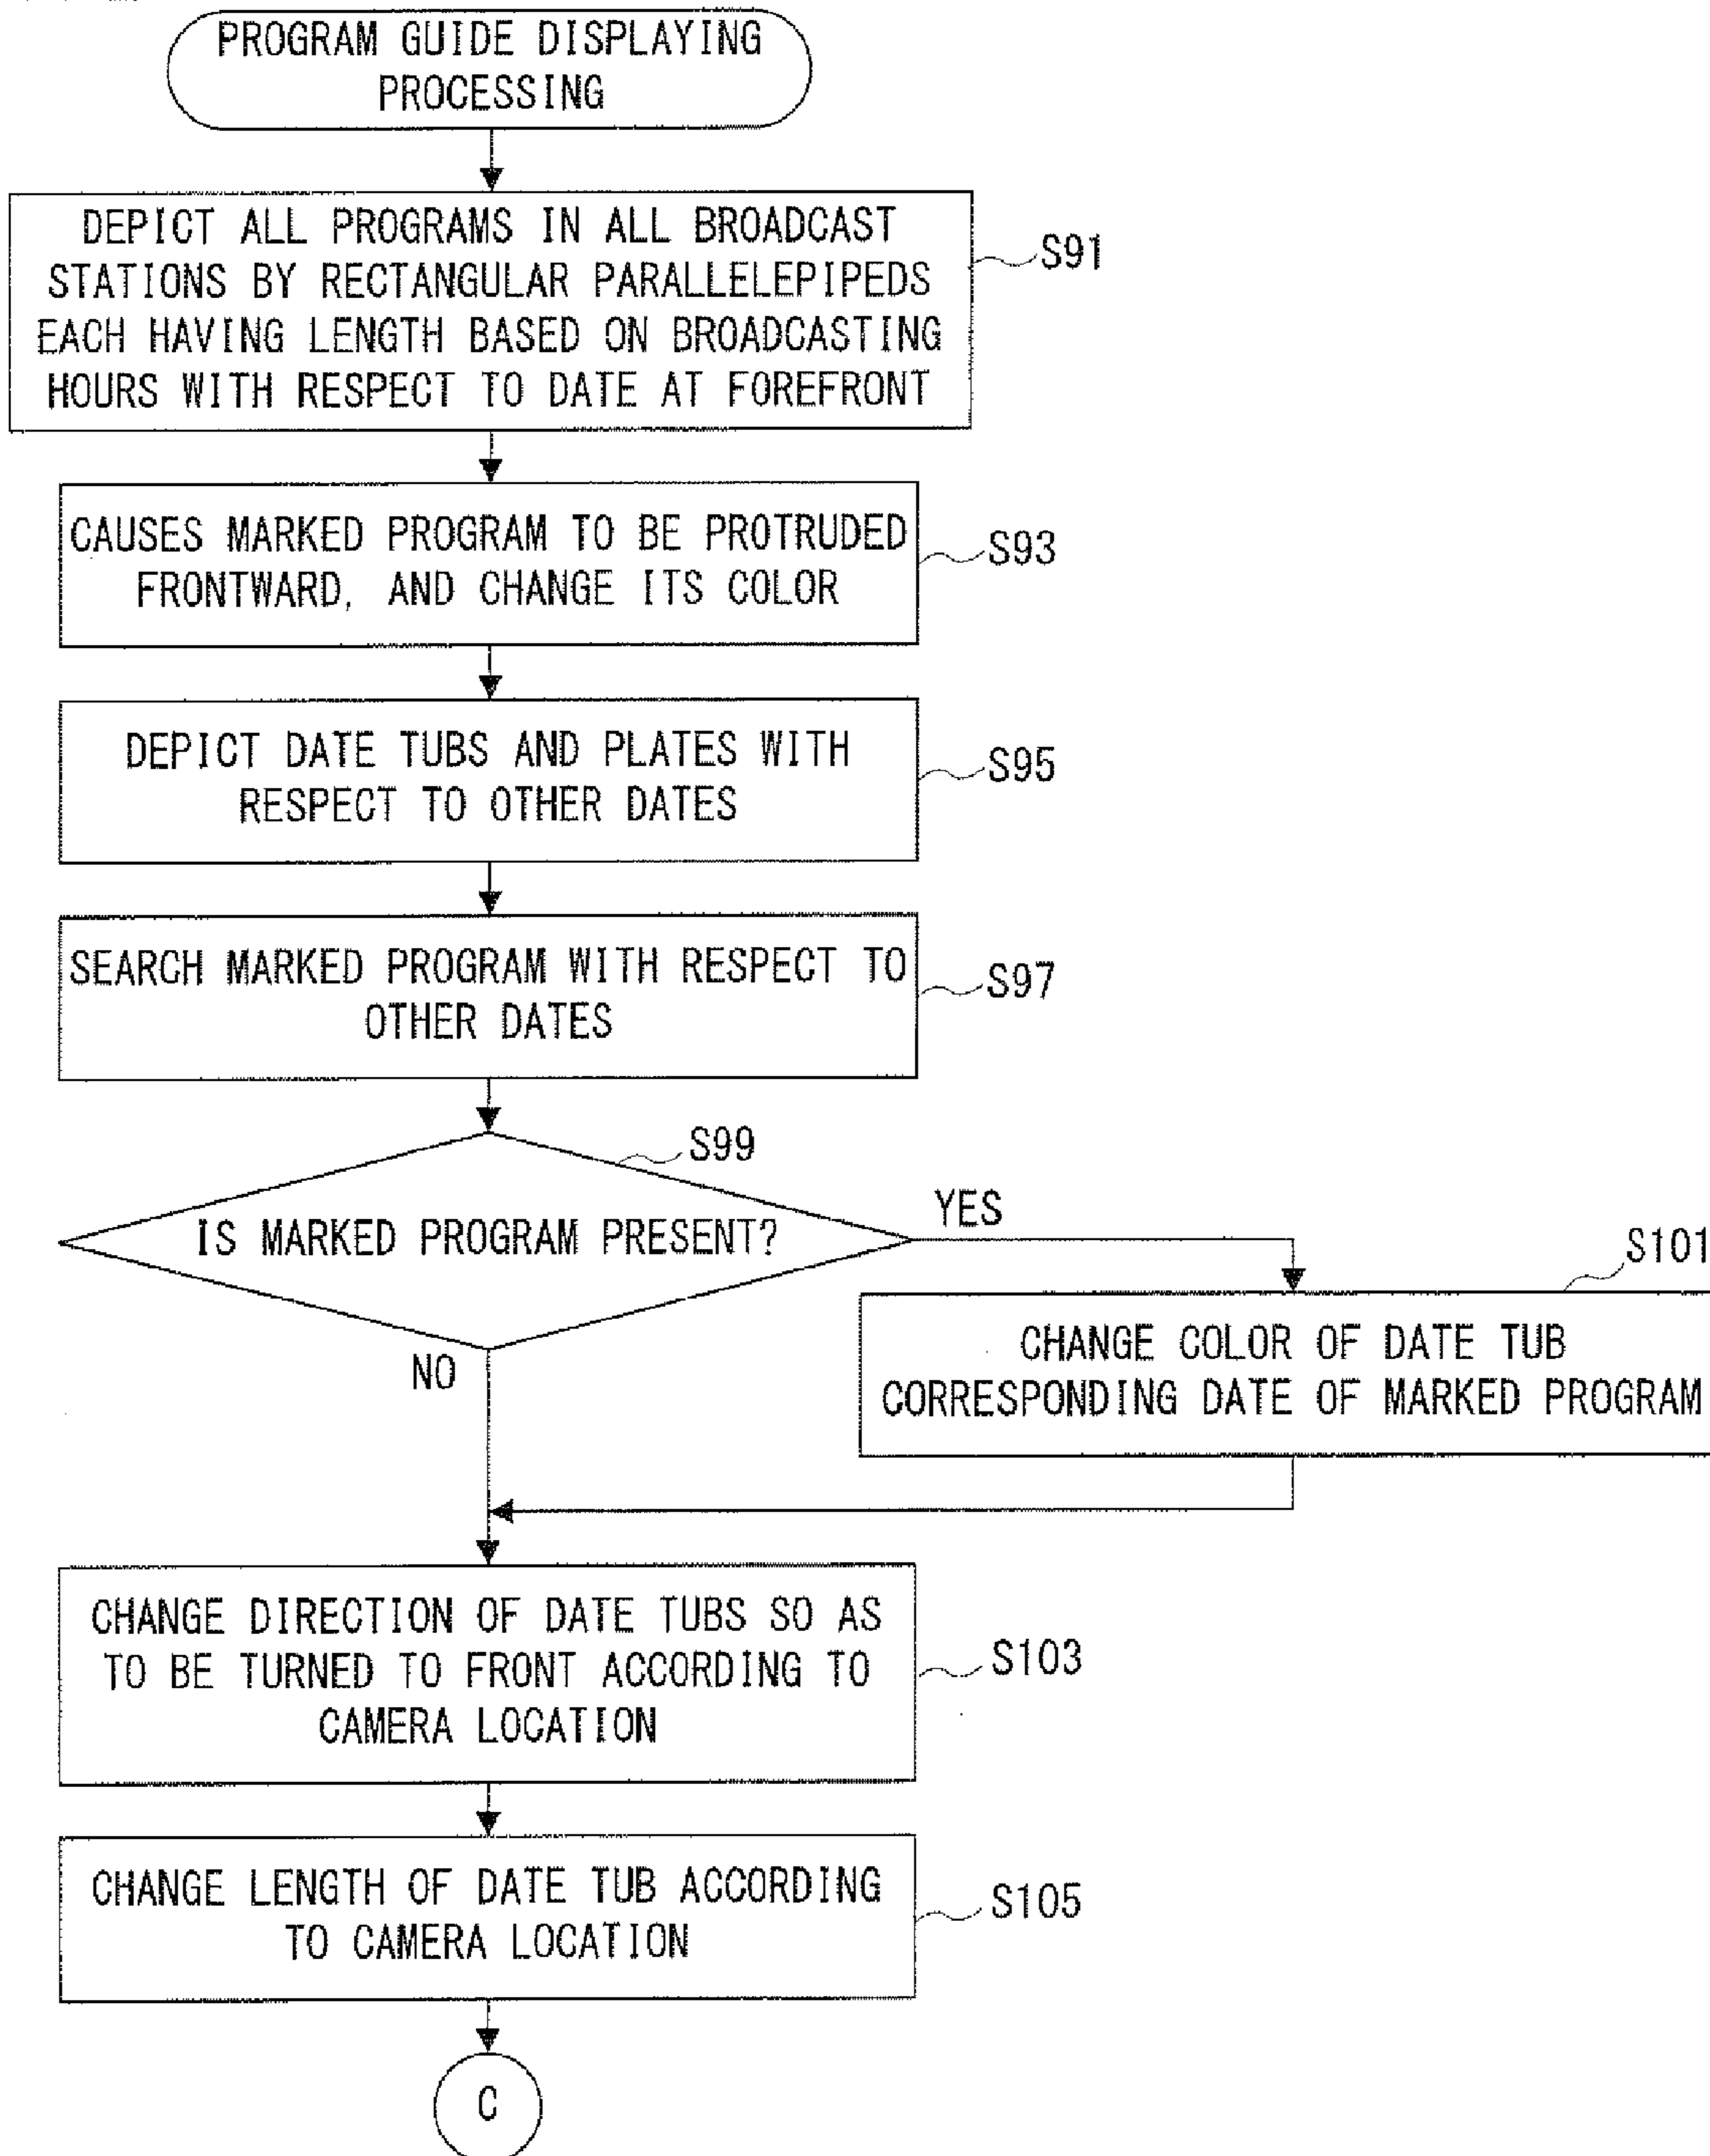 PROGRAM GUIDE DISPLAYING
PROCESSING
DEPICT ALL PROGRAMS IN ALL BROADCAST
STATIONS BY RECTANGULAR PARALLELEPIPEDS
EACH HAVING LENGTH BASED ON BROADCASTING
HOURS WITH RESPECT TO DATE AT FOREFRONT
S91
CAUSES MARKED PROGRAM TO BE PROTRUDED
FRONTWARD, AND CHANGE ITS COLOR
S93
DEPICT DATE TUBS AND PLATES WITH
RESPECT TO OTHER DATES
S95
SEARCH MARKED PROGRAM WITH RESPECT TO
OTHER DATES
S97
S99
IS MARKED PROGRAM PRESENT?
YES
NO
S101
CHANGE COLOR OF DATE TUB
CORRESPONDING DATE OF MARKED PROGRAM
CHANGE DIRECTION OF DATE TUBS SO AS
TO BE TURNED TO FRONT ACCORDING TO
CAMERA LOCATION
S103
CHANGE LENGTH OF DATE TUB ACCORDING
TO CAMERA LOCATION
S105
C